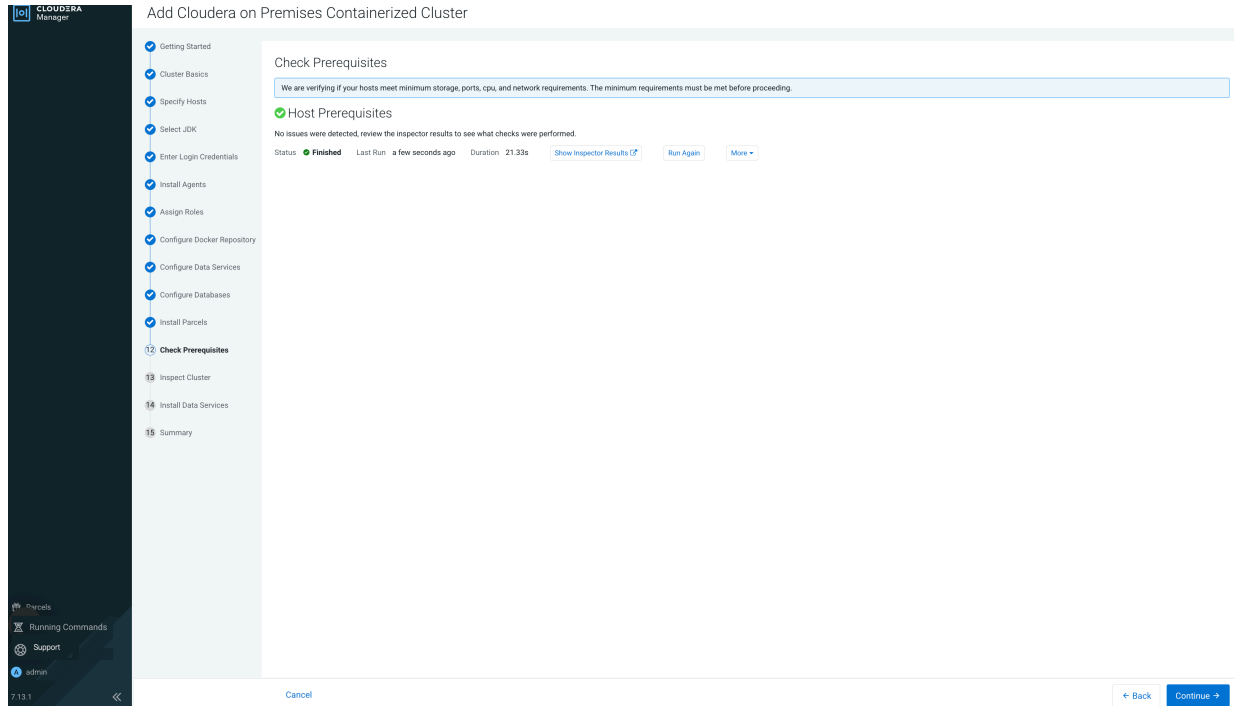 CLOUDERA
Manager
Add Cloudera on Premises Containerized Cluster
Getting Started
Cluster Basics
Specify Hosts
Select JDK
Enter Login Credentials
Install Agents
Assign Roles
Configure Docker Repository
Configure Data Services
Configure Databases
Install Parcels
12 Check Prerequisites
13 Inspect Cluster
14 Install Data Services
15 Summary
Check Prerequisites
We are verifying if your hosts meet minimum storage, ports, cpu, and network requirements. The minimum requirements must be met before proceeding.
Host Prerequisites
No issues were detected, review the inspector results to see what checks were performed.
Status Finished Last Run a few seconds ago Duration 21.33s Show Inspector Results Run Again More
Parcels
Running Commands
Support
A admin
7.13.1
Cancel
← Back Continue →